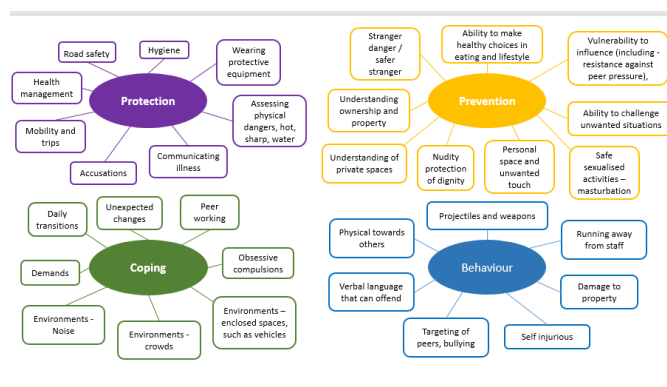 Road safety
Hygiene
Wearing
protective
equipment
Health
management
Protection
Assessing
physical
dangers, hot,
sharp, water
Mobility and
trips
Accusations
Communicating
illness
Stranger
danger /
safer
stranger
Ability to make
healthy choices in
eating and lifestyle
Vulnerability to
influence (including -
resistance against
peer pressure),
Understanding
ownership and
property
Prevention
Ability to challenge
unwanted situations
Understanding of
private spaces
Nudity
protection
of dignity
Personal
space and
unwanted
touch
Safe
sexualised
activities –
masturbation
Daily
transitions
Unexpected
changes
Peer
working
Demands
Coping
Obsessive
compulsions
Environments -
Noise
Environments -
crowds
Environments –
enclosed spaces,
such as vehicles
Physical towards
others
Projectiles and weapons
Running away
from staff
Behaviour
Verbal language
that can offend
Damage to
property
Targeting of
peers, bullying
Self injurious